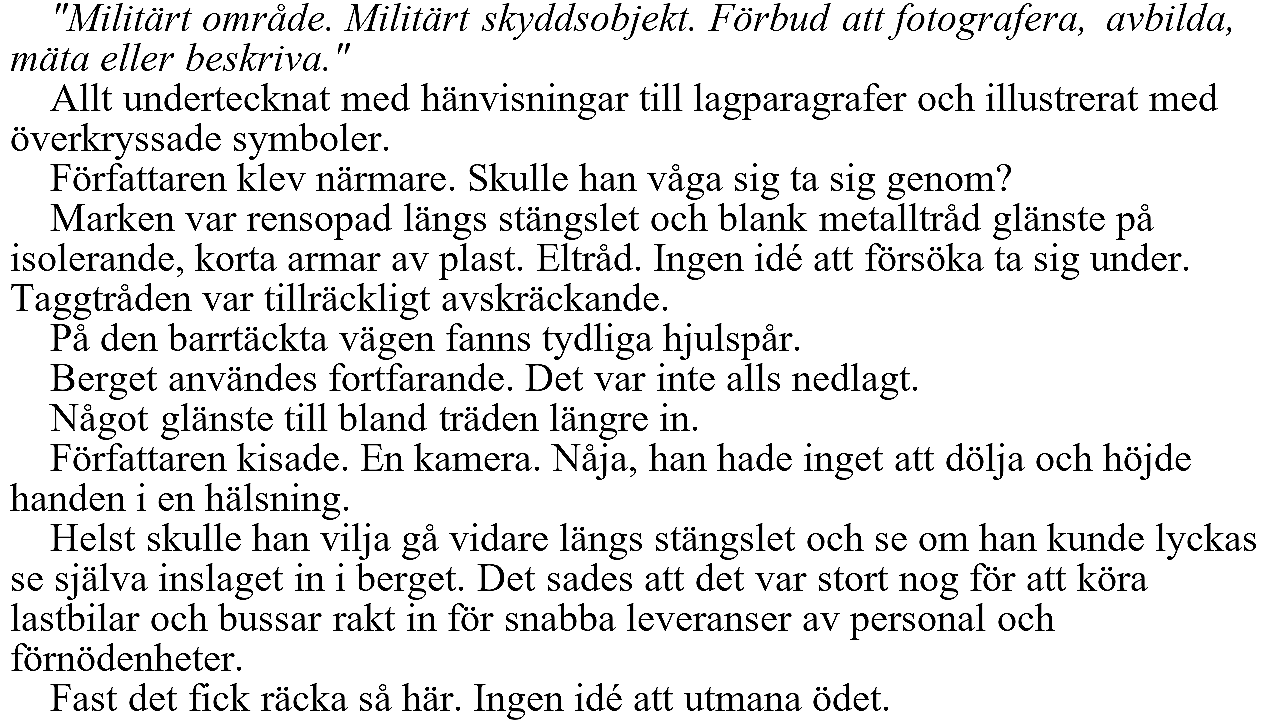 "Militärt område. Militärt skyddsobjekt. Förbud att fotografera, avbilda,
mäta eller beskriva."
Allt undertecknat med hänvisningar till lagparagrafer och illustrerat med
överkryssade symboler.
Författaren klev närmare. Skulle han våga sig ta sig genom?
Marken var rensopad längs stängslet och blank metalltråd glänste på
isolerande, korta armar av plast. Eltråd. Ingen idé att försöka ta sig under.
Taggtråden var tillräckligt avskräckande.
På den barrtäckta vägen fanns tydliga hjulspår.
Berget användes fortfarande. Det var inte alls nedlagt.
Något glänste till bland träden längre in.
Författaren kisade. En kamera. Nåja, han hade inget att dölja och höjde
handen i en hälsning.
Helst skulle han vilja gå vidare längs stängslet och se om han kunde lyckas
se själva inslaget in i berget. Det sades att det var stort nog för att köra
lastbilar och bussar rakt in för snabba leveranser av personal och
förnödenheter.
Fast det fick räcka så här. Ingen idé att utmana ödet.